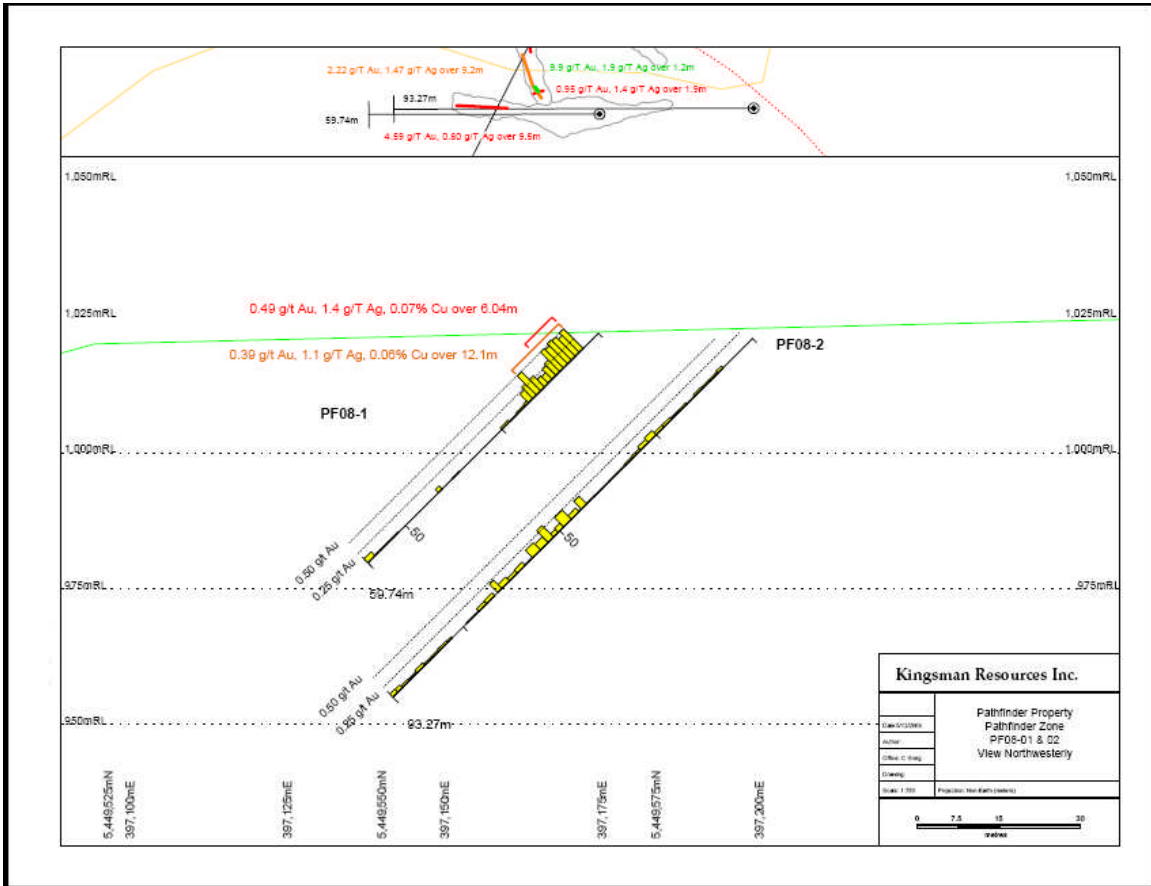 2.22 g/T Au, 1.47 g/T Ag over 9.2m
9.9 g/T Au, 1.9 g/T Ag over 1.2m
0.95 g/T Au, 1.4 g/T Ag over 1.9m
93.27m
59.74m
4.59 g/T Au, 0.80 g/T Ag over 9.5m
1,050mRL
1,050mRL
0.49 g/t Au, 1.4 g/T Ag, 0.07% Cu over 6.04m
1,025mRL
1,025mRL
0.39 g/t Au, 1.1 g/T Ag, 0.06% Cu over 12.1m
PF08-2
PF08-1
1,000mRL
1,000mRL
50
50
0.50 g/t Au
0.25 g/t Au
975mRL
59.74m
975mRL
0.50 g/t Au
0.25 g/t Au
950mRL
93.27m
5,449,525mN
397,100mE
397,125mE
5,449,550mN
397,150mE
397,175mE
5,449,575mN
397,200mE
Kingsman Resources Inc.
Pathfinder Property
Pathfinder Zone
PF08-01 & 02
View Northwesterly
Author:
Drawing:
Projection: Non-Earth (meters)
0 7.5 15 30
metres